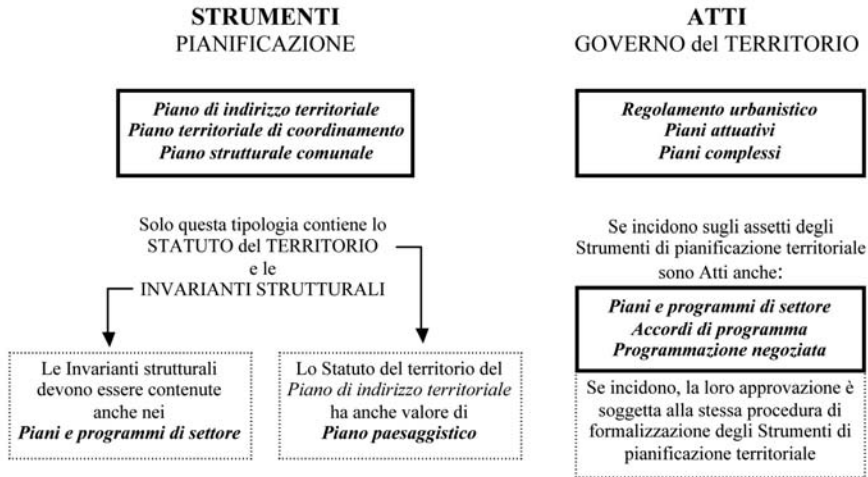 STRUMENTI
PIANIFICAZIONE
Piano di indirizzo territoriale
Piano territoriale di coordinamento
Piano strutturale comunale
Solo questa tipologia contiene lo
STATUTO del TERRITORIO
e le
INVARIANTI STRUTTURALI
Le Invarianti strutturali
devono essere contenute
anche nei
Piani e programmi di settore
Lo Statuto del territorio del
Piano di indirizzo territoriale
ha anche valore di
Piano paesaggistico
ATTI
GOVERNO del TERRITORIO
Regolamento urbanistico
Piani attuativi
Piani complessi
Se incidono sugli assetti degli
Strumenti di pianificazione territoriale
sono Atti anche:
Piani e programmi di settore
Accordi di programma
Programmazione negoziata
Se incidono, la loro approvazione è
soggetta alla stessa procedura di
formalizzazione degli Strumenti di
pianificazione territoriale